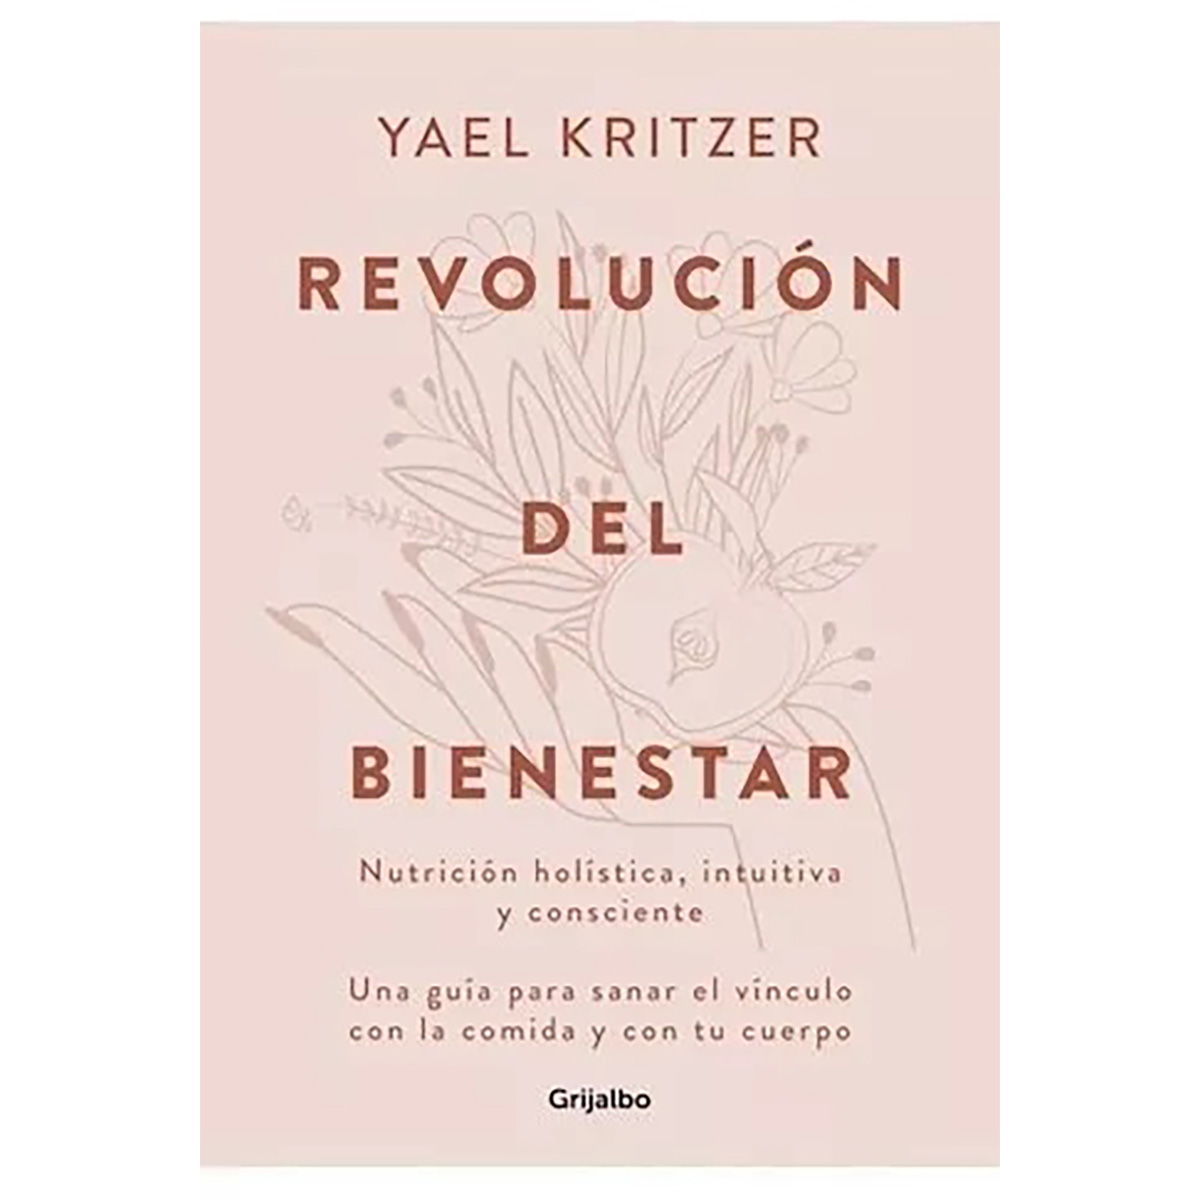 YAEL KRITZER
REVOLUCIÓN
DEL
BIENESTAR
Nutrición holística, intuitiva
y consciente
Una guía para sanar el vínculo
con la comida y con tu cuerpo
Grijalbo